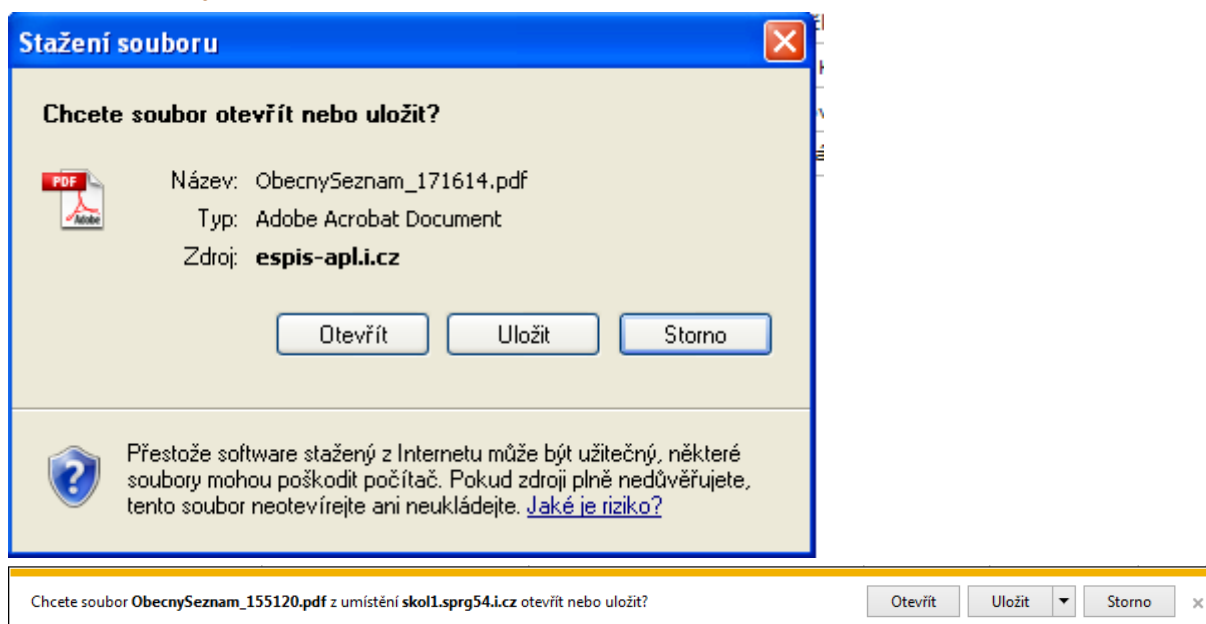 Stažení souboru
Chcete soubor otevřít nebo uložit?
PDF
Adobe
Název: ObecnySeznam_171614.pdf
Typ: Adobe Acrobat Document
Zdroj: espis-apl.i.cz
Otevřít Uložit Storno
Přestože software stažený z Internetu může být užitečný, některé
soubory mohou poškodit počítač. Pokud zdroji plně nedůvěřujete,
tento soubor neotevírejte ani neukládejte. Jaké je riziko?
Chcete soubor ObecnySeznam_155120.pdf z umístění skol1.sprg54.i.cz otevřít nebo uložit? Otevřít Uložit Storno